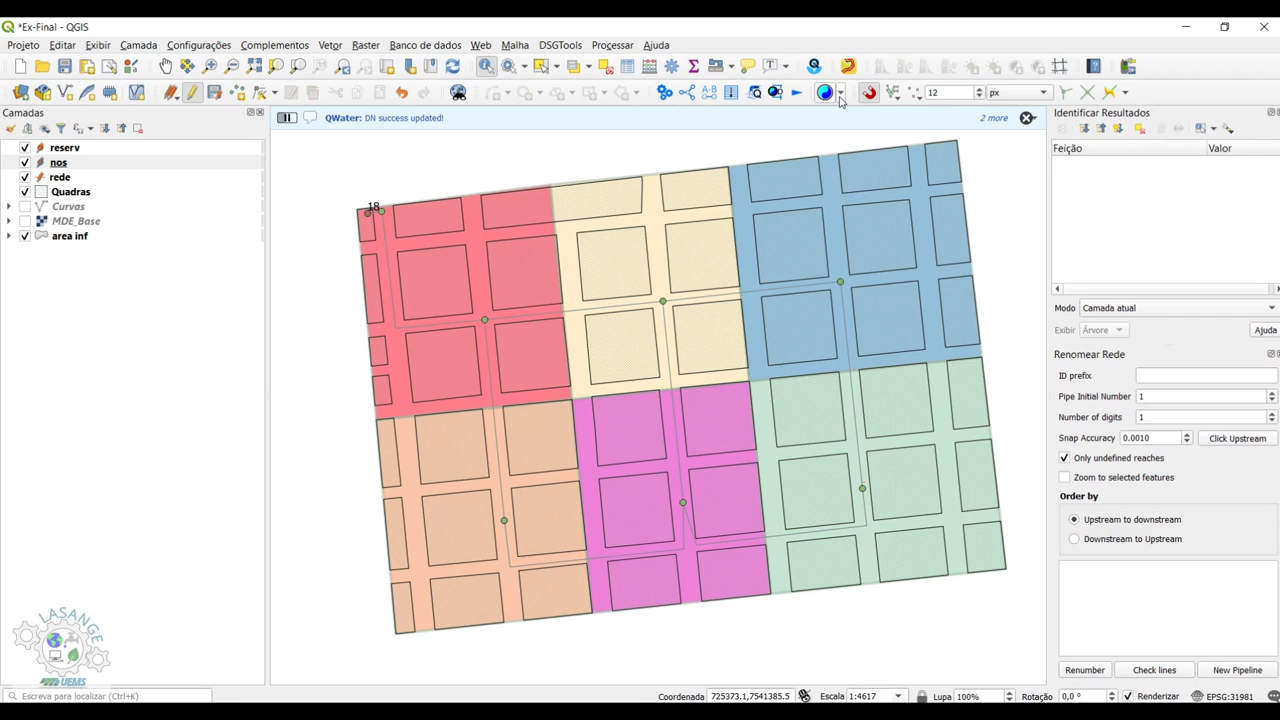 *Ex-Final - QGIS
Projeto Editar Exibir Camada Configurações Complementos Vetor Raster Banco de dados Web Malha DSGTools Processar Ajuda
12 px
Camadas
QWater: DN success updated!
2 more
reserv
nos
rede
Quadras
Curvas
MDE_Base
area inf
18
Identificar Resultados
Feição Valor
Modo Camada atual
Exibir Árvore Ajuda
Renomear Rede
ID prefix
Pipe Initial Number 1
Number of digits 1
Snap Accuracy 0.0010 Click Upstream
Only undefined reaches
Zoom to selected features
Order by
Upstream to downstream
Downstream to Upstream
Renumber Check lines New Pipeline
LASANGE
UEMS
Escreva para localizar (Ctrl+K)
Coordenada 725373.1,7541385.5 Escala 1:4617 Lupa 100% Rotação 0,0 ° Renderizar EPSG:31981